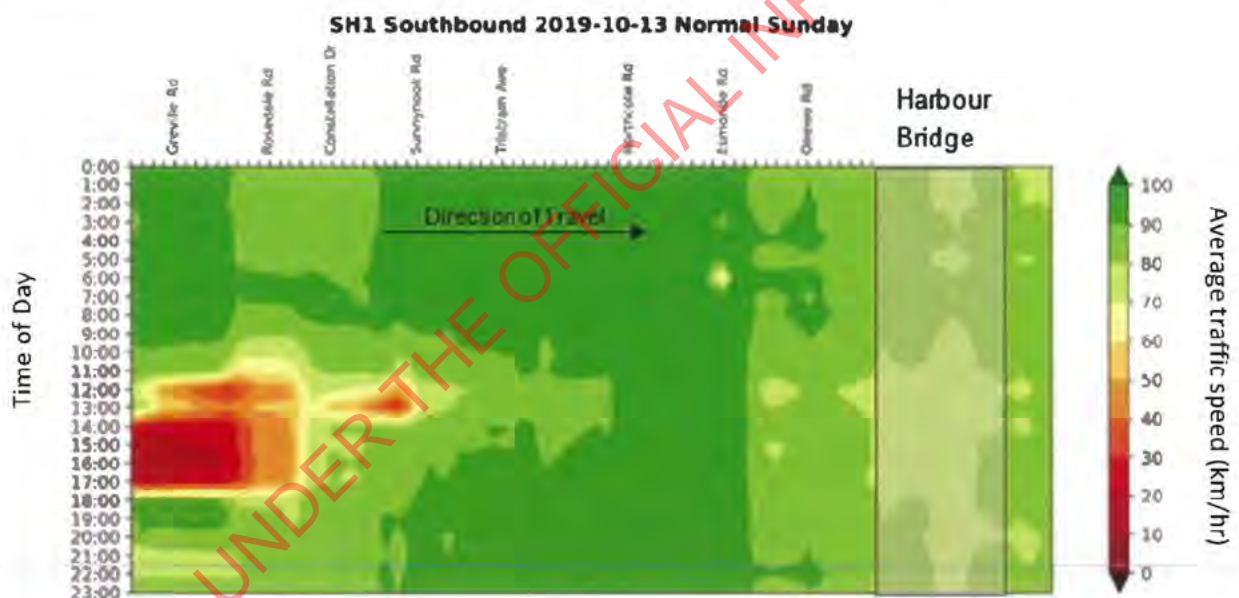 SH1 Southbound 2019-10-13 Normal Sunday
Greville Rd
Rosedale Rd
Constellation Dr
Sunnynook Rd
Tristram Ave
Northcote Rd
Esmonde Rd
Onewa Rd
Harbour
Bridge
UNDER THE OFFICIAL INF
Direction of Travel
Time of Day
0:00
1:00
2:00
3:00
4:00
5:00
6:00
7:00
8:00
9:00
10:00
11:00
12:00
13:00
14:00
15:00
16:00
17:00
18:00
19:00
20:00
21:00
22:00
23:00
100
90
80
70
60
50
40
30
20
10
0
Average traffic speed (km/hr)